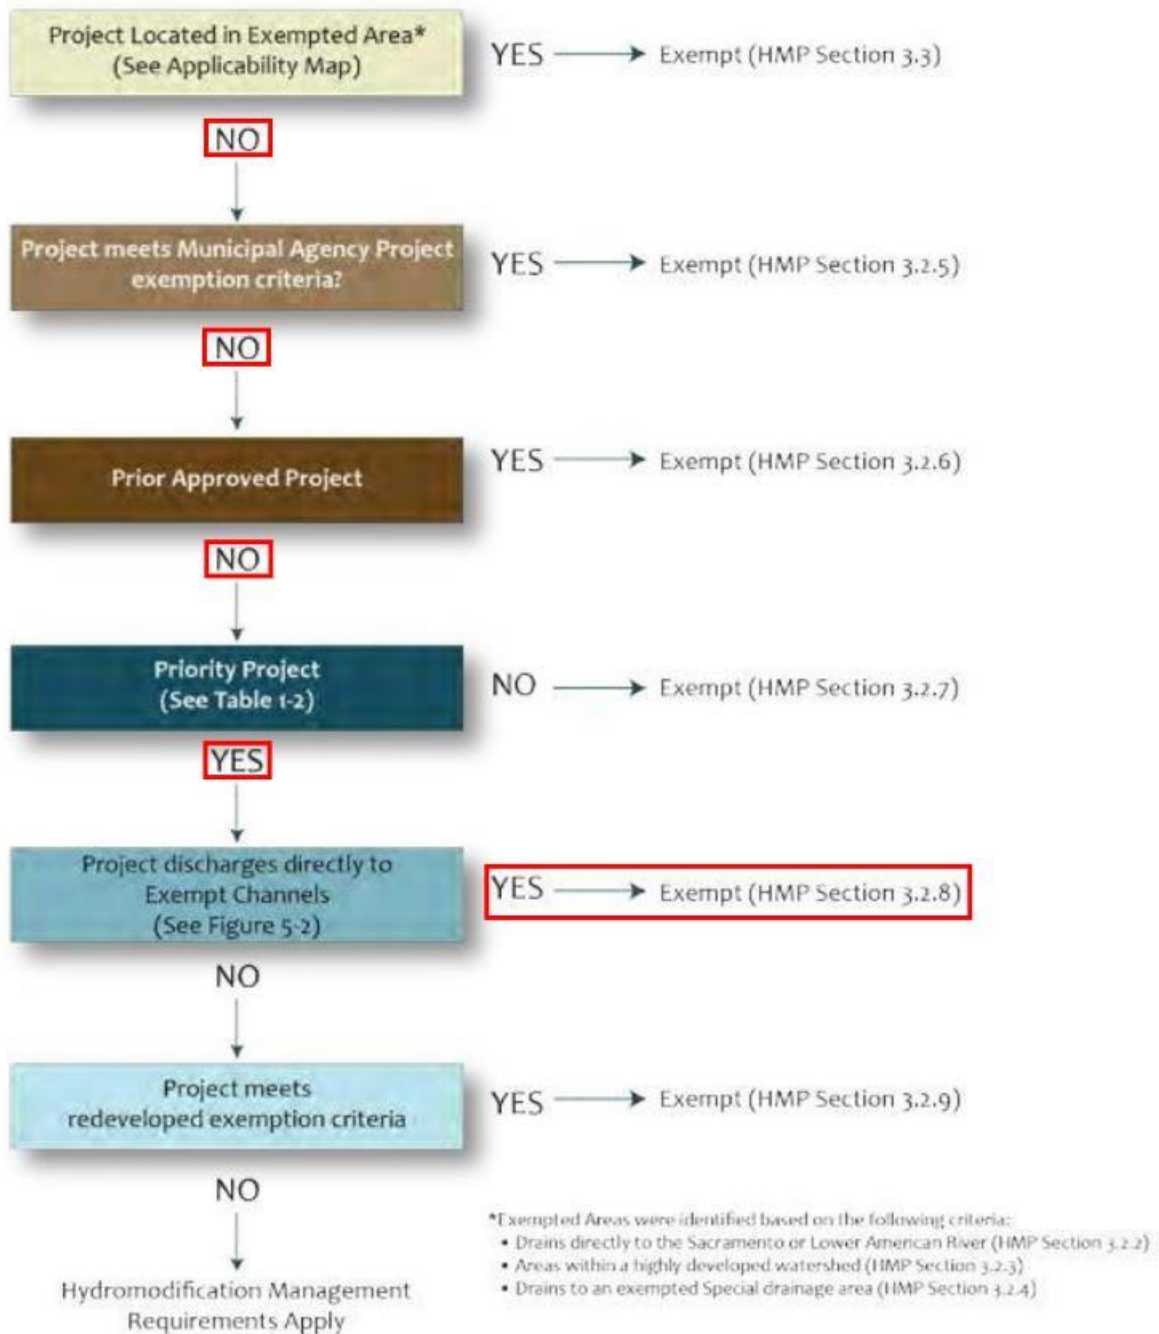 Project Located in Exempted Area*
(See Applicability Map)
YES
Exempt (HMP Section 3.3)
NO
Project meets Municipal Agency Project
exemption criteria?
YES
Exempt (HMP Section 3.2.5)
NO
Prior Approved Project
YES
Exempt (HMP Section 3.2.6)
NO
Priority Project
(See Table 1-2)
NO
Exempt (HMP Section 3.2.7)
YES
Project discharges directly to
Exempt Channels
(See Figure 5-2)
YES
Exempt (HMP Section 3.2.8)
NO
Project meets
redeveloped exemption criteria
YES
Exempt (HMP Section 3.2.9)
NO
Hydromodification Management
Requirements Apply
*Exempted Areas were identified based on the following criteria:
• Drains directly to the Sacramento or Lower American River (HMP Section 3.2.2)
• Areas within a highly developed watershed (HMP Section 3.2.3)
• Drains to an exempted Special drainage area (HMP Section 3.2.4)